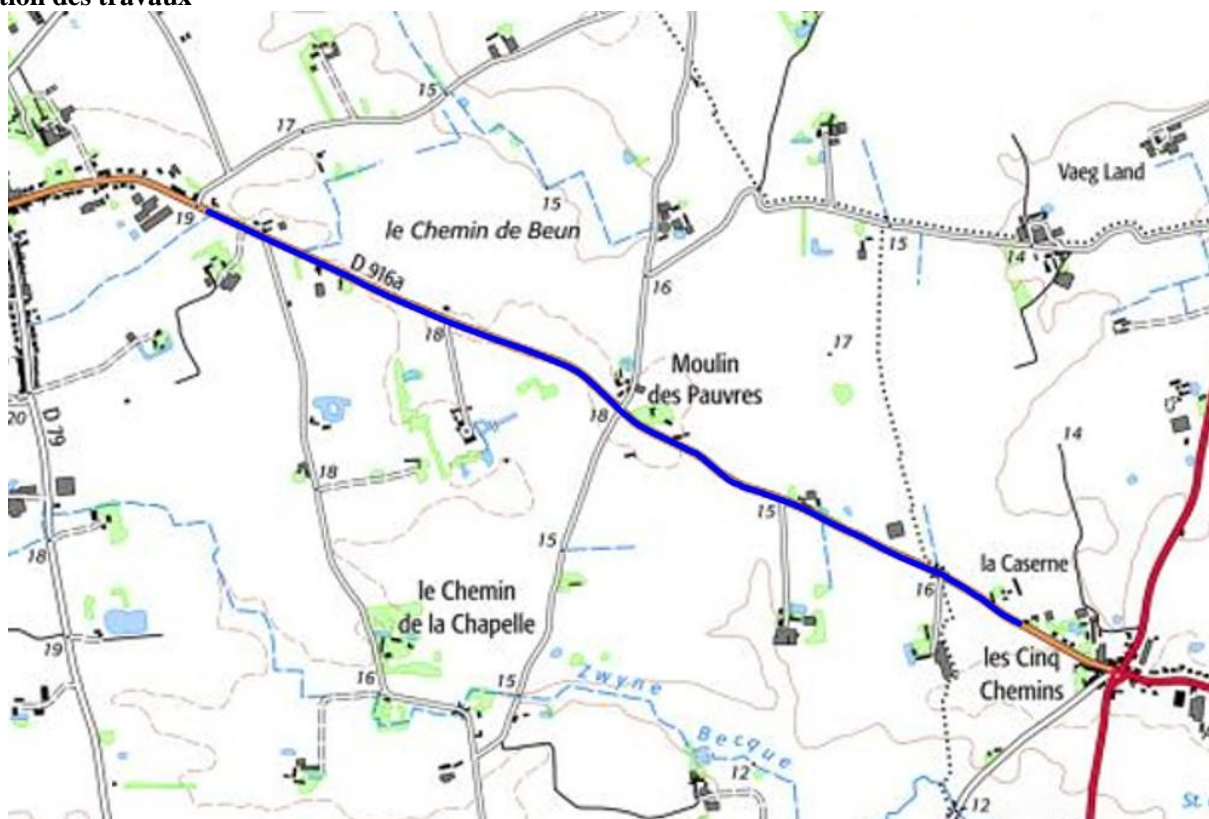 tion des travaux
15
17
Vaeg Land
15
19
le Chemin de Beun
15
14
D 916a
16
18
17
Moulin
des Pauvres
20
D 79
18
14
18
15
15
18
la Caserne
16
le Chemin
de la Chapelle
19
les Cinq
Chemins
16
15
Zwyne
Becque
12
12
St.